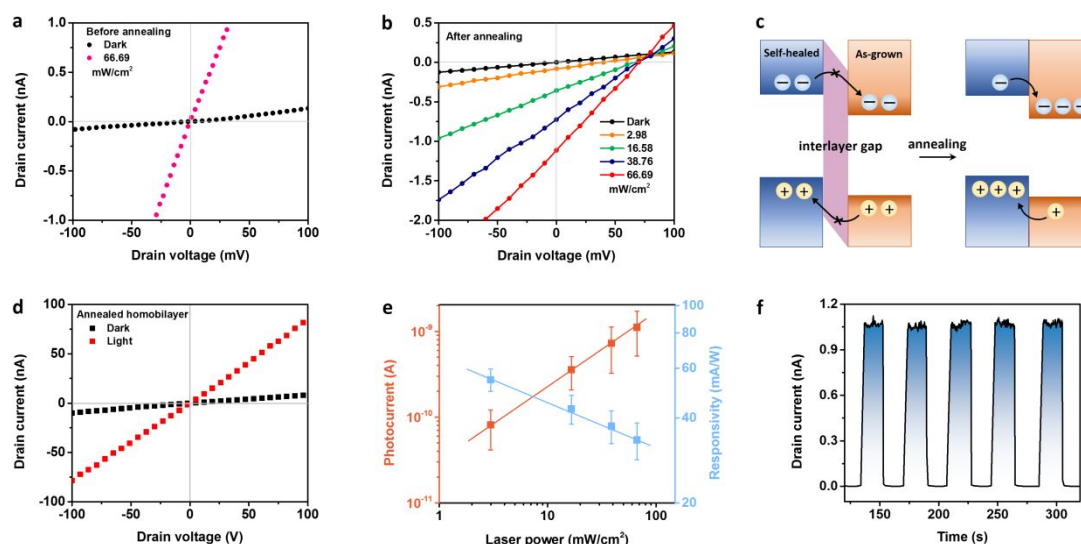 a
Before annealing
Dark
66.69
mW/cm²
1.0
0.5
0.0
-0.5
-1.0
-100
-50
0
50
100
Drain current (nA)
Drain voltage (mV)
b
After annealing
0.5
0.0
-0.5
-1.0
-1.5
-2.0
Dark
2.98
16.58
38.76
66.69
mW/cm²
-100
-50
0
50
100
Drain current (nA)
Drain voltage (mV)
c
Self-healed
As-grown
interlayer gap
annealing
d
Annealed homobilayer
Dark
Light
100
50
0
-50
-100
-100
-50
0
50
100
Drain current (nA)
Drain voltage (V)
e
10⁻⁹
10⁻¹⁰
10⁻¹¹
1
10
100
100
80
60
40
20
Photocurrent (A)
Responsivity (mA/W)
Laser power (mW/cm²)
f
1.2
0.9
0.6
0.3
0.0
150
200
250
300
Drain current (nA)
Time (s)